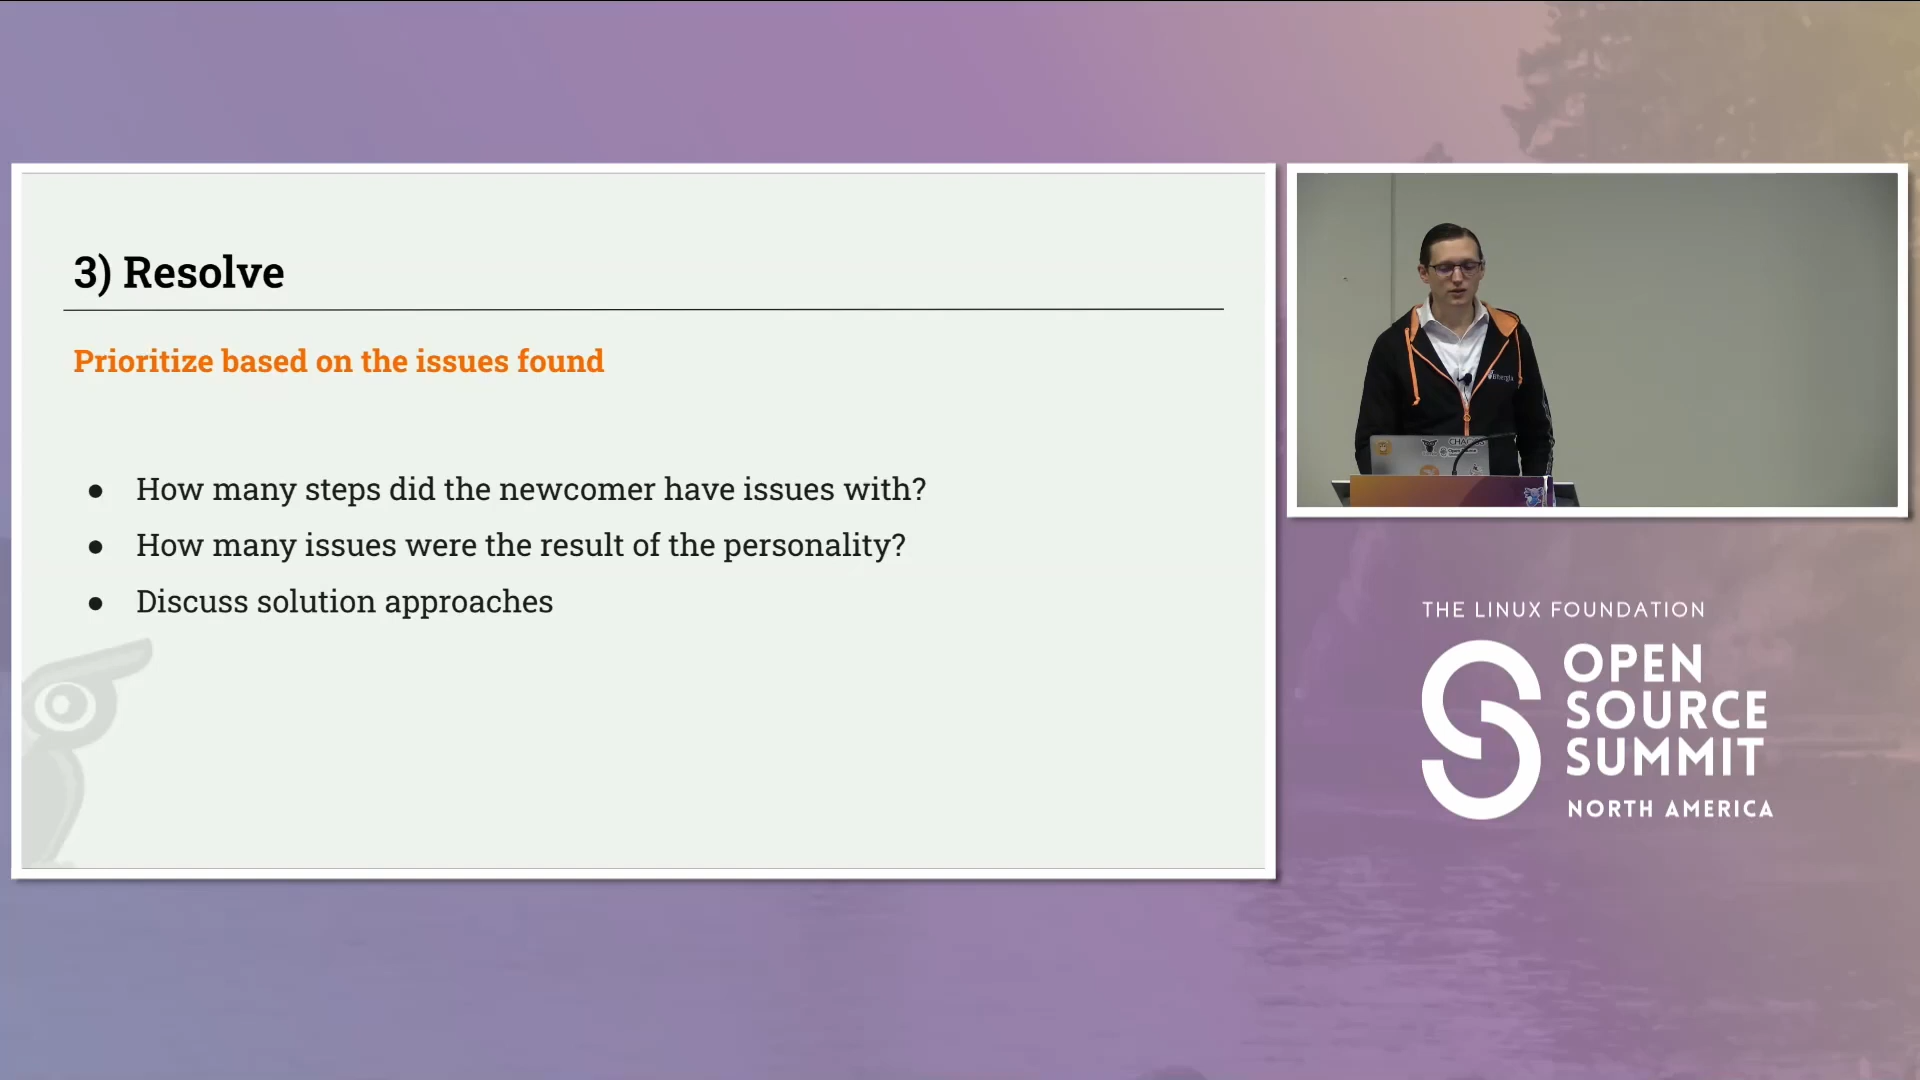 3) Resolve
Prioritize based on the issues found
● How many steps did the newcomer have issues with?
● How many issues were the result of the personality?
● Discuss solution approaches
THE LINUX FOUNDATION
OPEN
SOURCE
SUMMIT
NORTH AMERICA